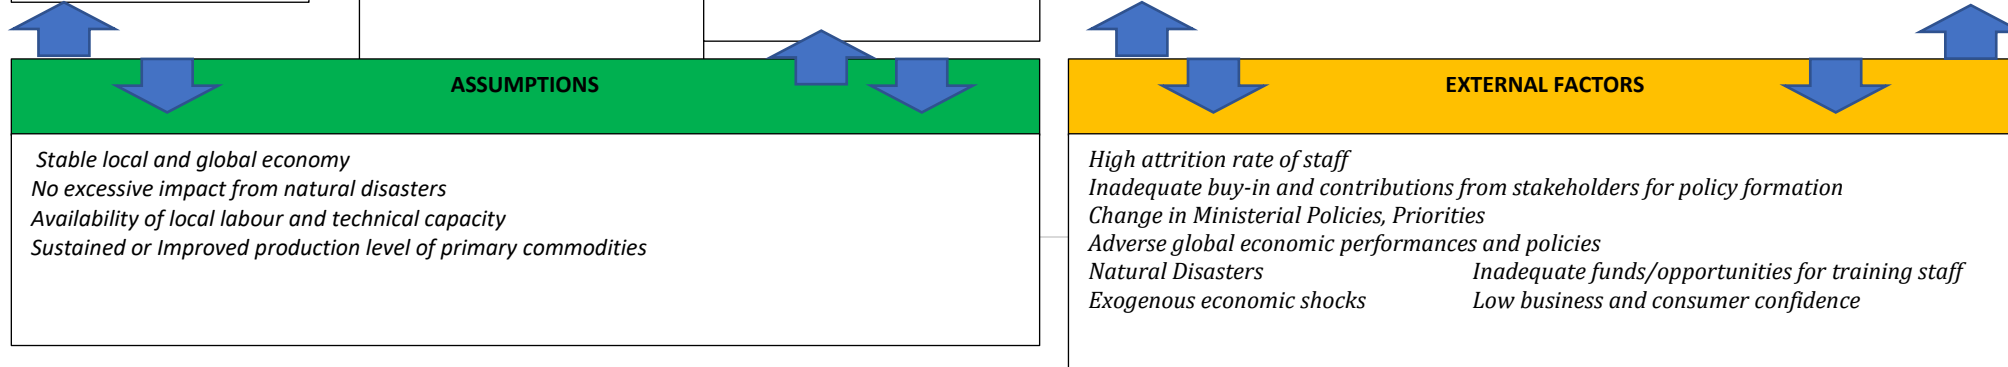 ASSUMPTIONS
Stable local and global economy
No excessive impact from natural disasters
Availability of local labour and technical capacity
Sustained or Improved production level of primary commodities
EXTERNAL FACTORS
High attrition rate of staff
Inadequate buy-in and contributions from stakeholders for policy formation
Change in Ministerial Policies, Priorities
Adverse global economic performances and policies
Natural Disasters Inadequate funds/opportunities for training staff
Exogenous economic shocks Low business and consumer confidence